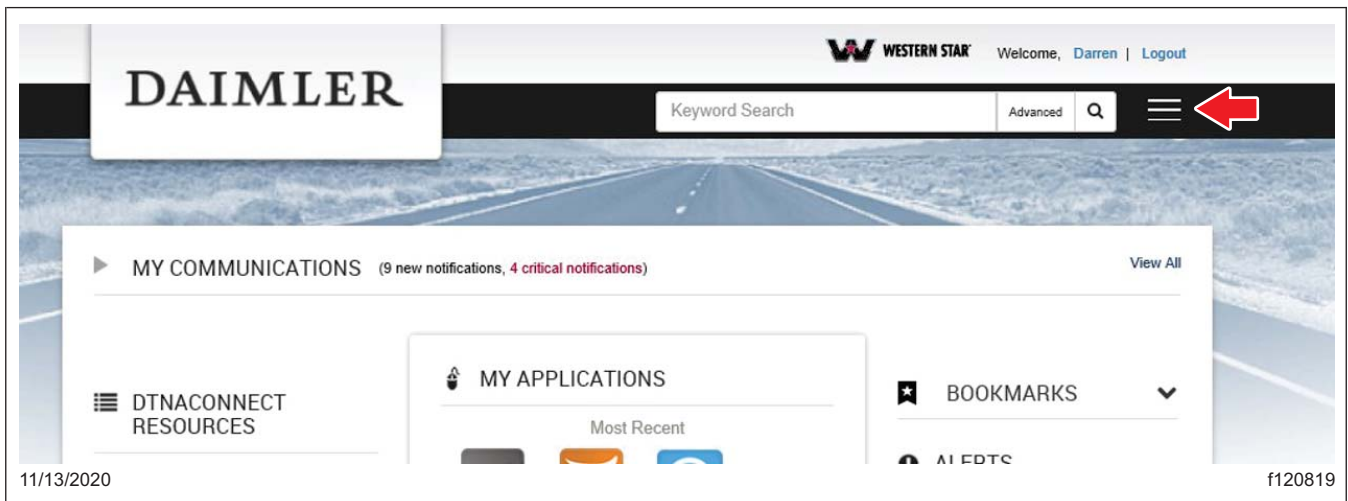 WESTERN STAR Welcome, Darren | Logout
DAIMLER
Keyword Search Advanced
MY COMMUNICATIONS (9 new notifications, 4 critical notifications) View All
MY APPLICATIONS
BOOKMARKS
DTNACONNECT
RESOURCES
Most Recent
ALERTS
11/13/2020 f120819